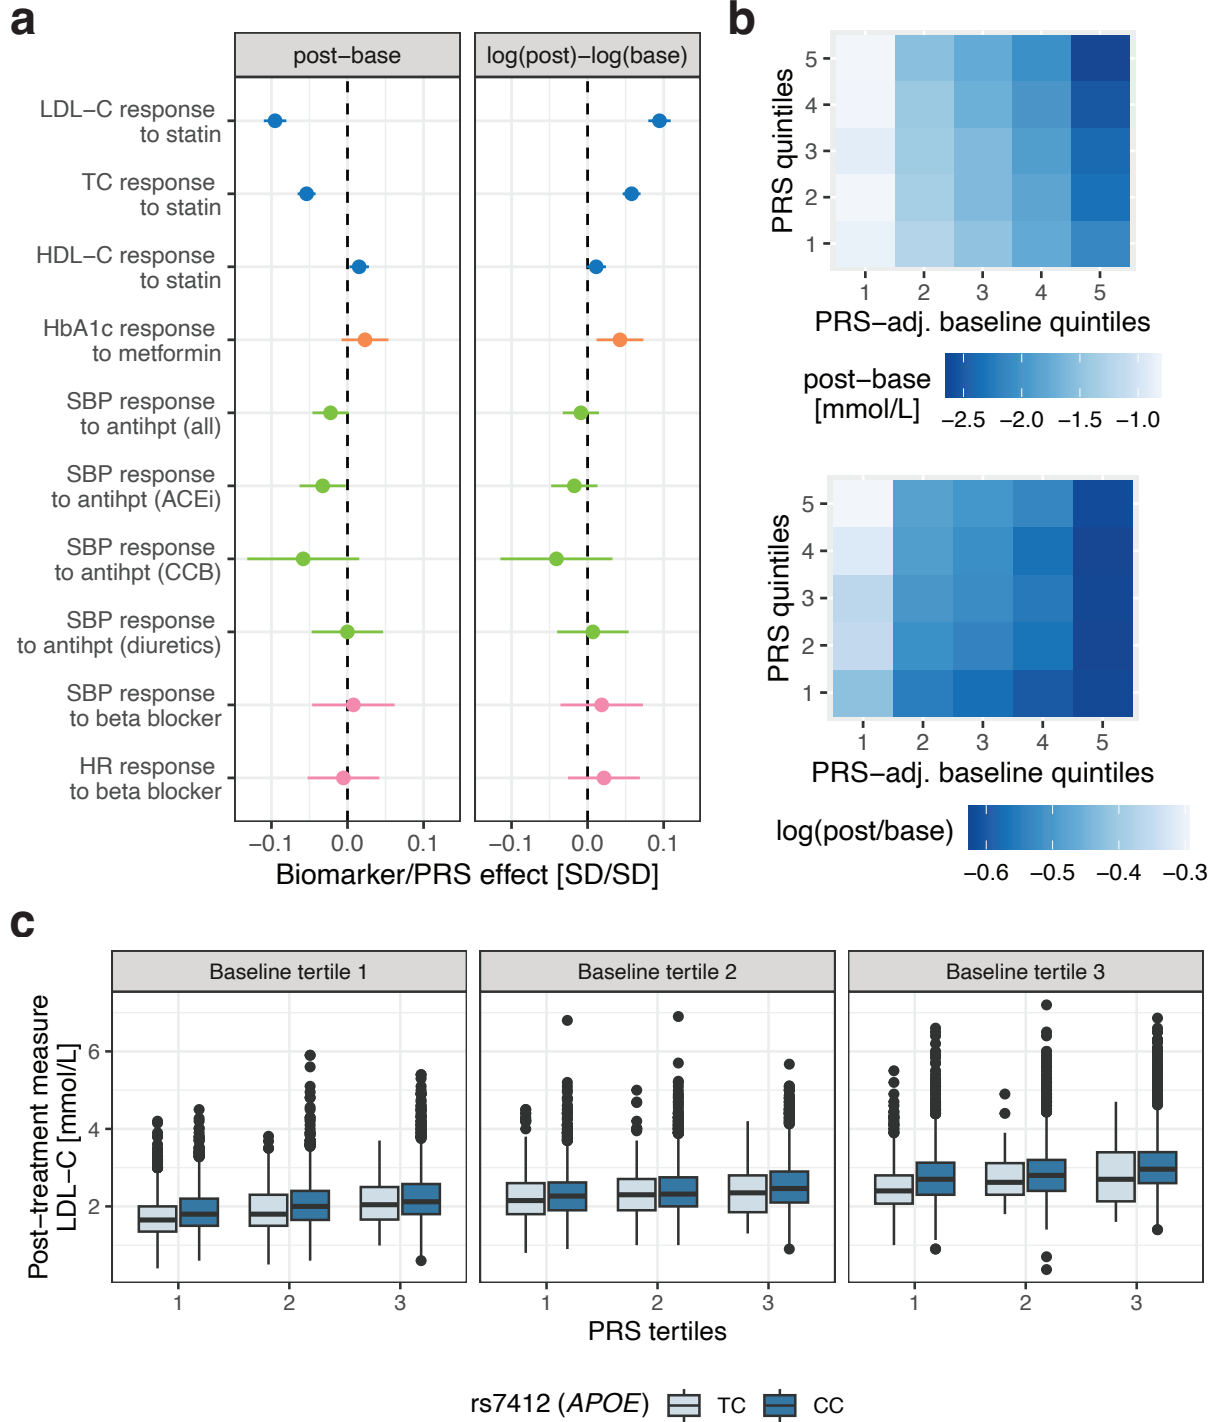 a
post−base
log(post)−log(base)
LDL−C response
to statin
TC response
to statin
HDL−C response
to statin
HbA1c response
to metformin
SBP response
to antihpt (all)
SBP response
to antihpt (ACEi)
SBP response
to antihpt (CCB)
SBP response
to antihpt (diuretics)
SBP response
to beta blocker
HR response
to beta blocker
−0.1 0.0 0.1
−0.1 0.0 0.1
Biomarker/PRS effect [SD/SD]
b
PRS quintiles
5
4
3
2
1
1 2 3 4 5
PRS−adj. baseline quintiles
post−base
[mmol/L]
−2.5 −2.0 −1.5 −1.0
PRS quintiles
5
4
3
2
1
1 2 3 4 5
PRS−adj. baseline quintiles
log(post/base)
−0.6 −0.5 −0.4 −0.3
c
Baseline tertile 1
Baseline tertile 2
Baseline tertile 3
Post−treatment measure
LDL−C [mmol/L]
6
4
2
1 2 3
1 2 3
1 2 3
PRS tertiles
rs7412 (APOE) TC CC